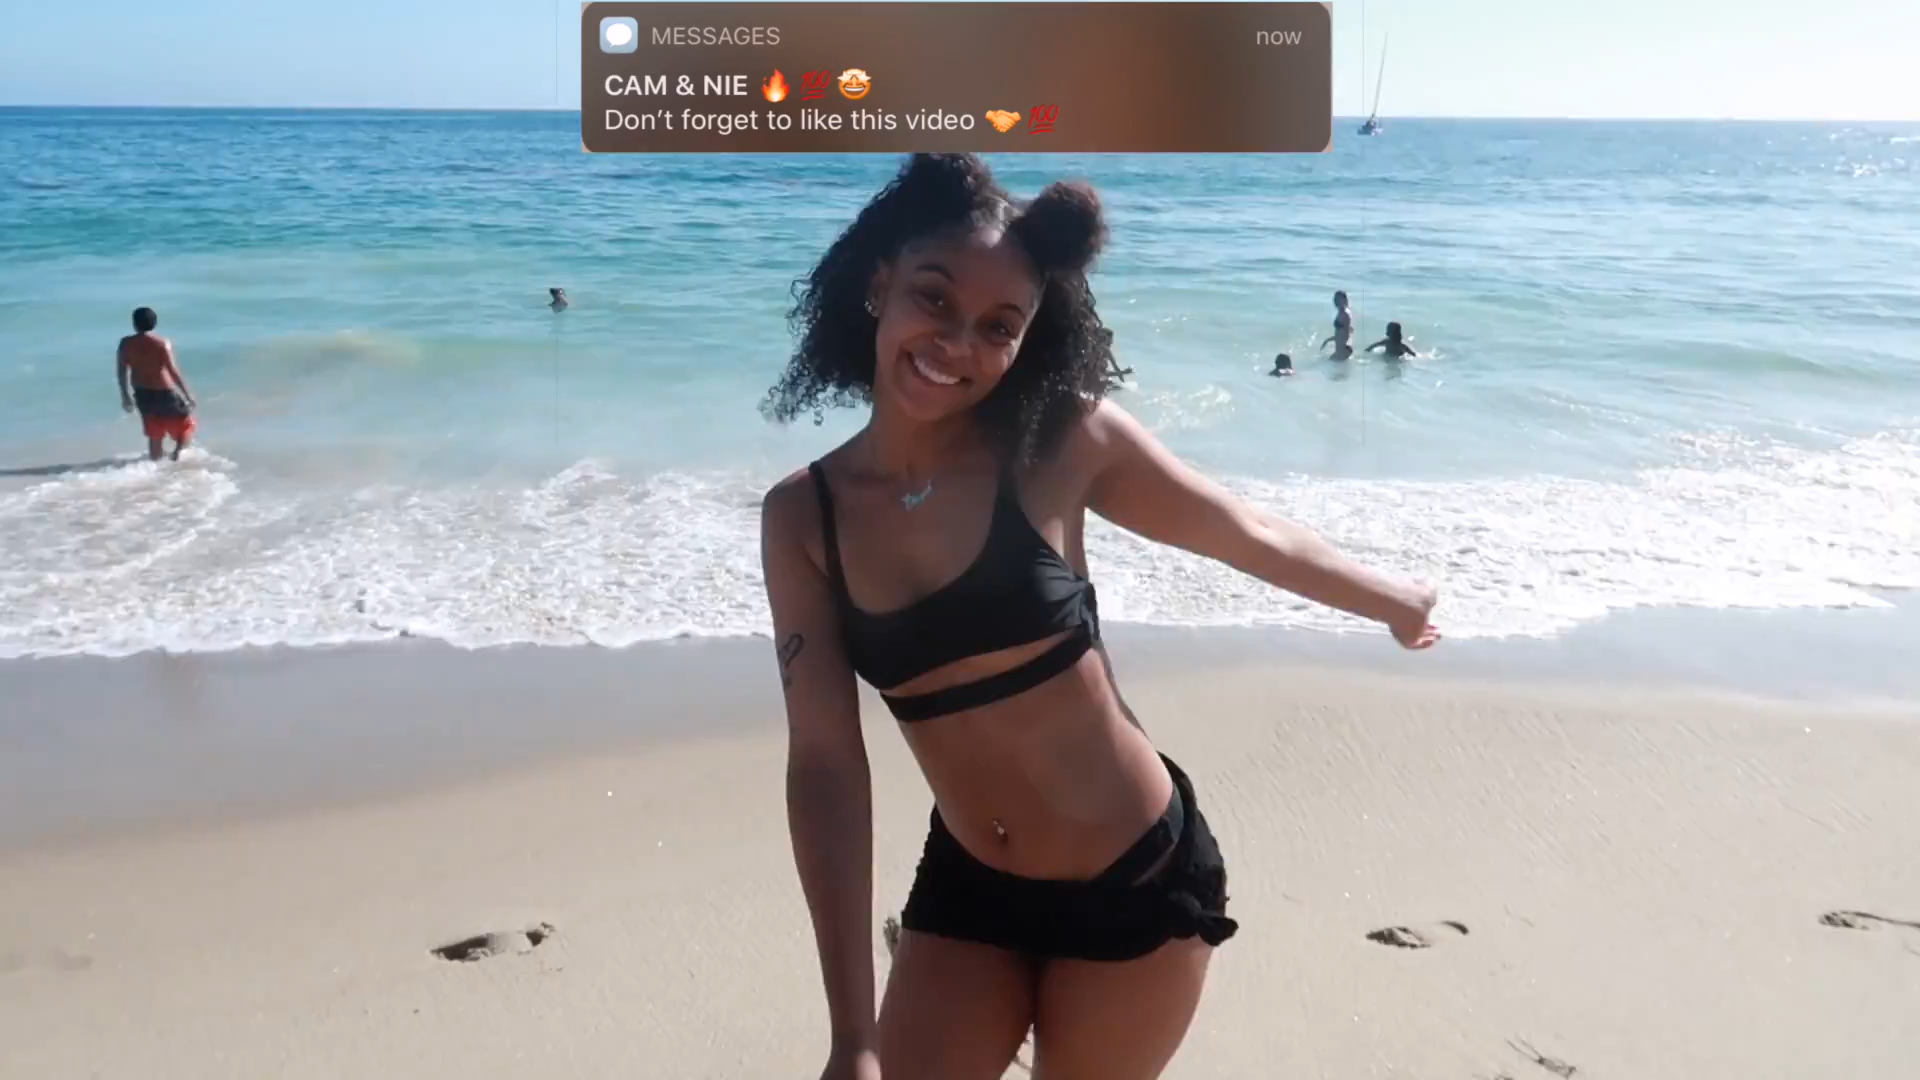 MESSAGES
now
CAM & NIE 🔥💯🤩
Don’t forget to like this video 🤝💯